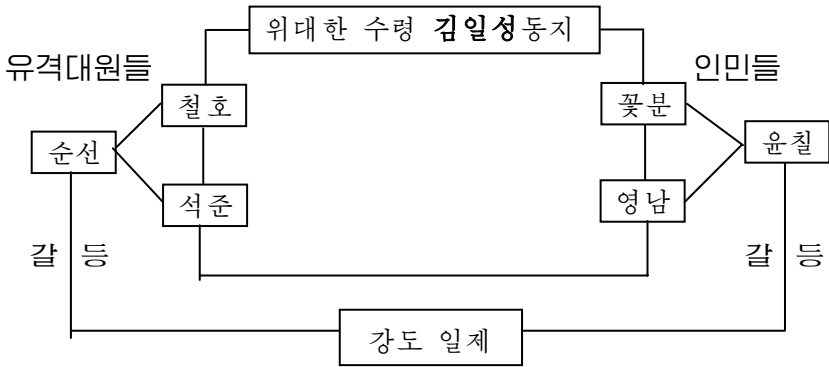 위대한 수령 김일성동지
유격대원들
인민들
철호
꽃분
순선
윤칠
석준
영남
갈 등
갈 등
강도 일제